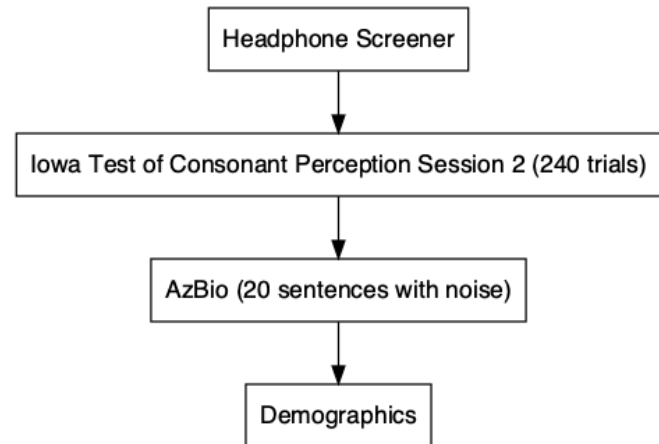 Headphone Screener
Iowa Test of Consonant Perception Session 2 (240 trials)
AzBio (20 sentences with noise)
Demographics